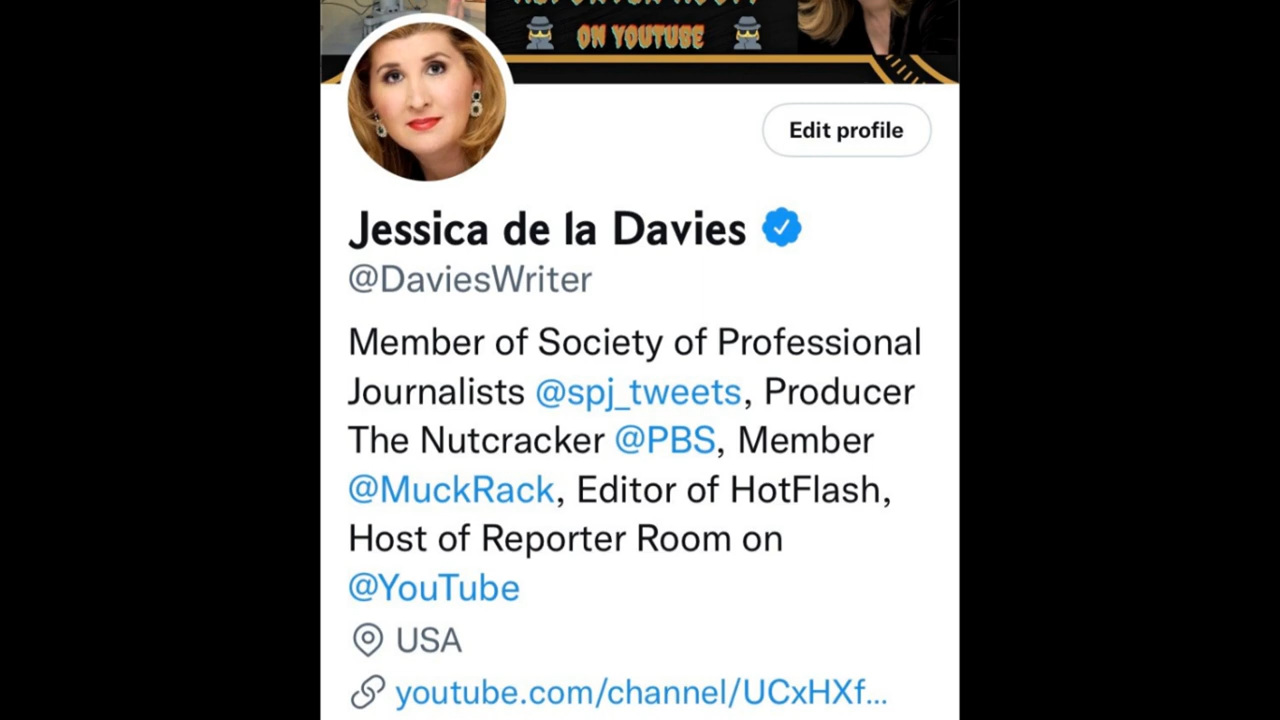 ON YOUTUBE
Edit profile
Jessica de la Davies
@DaviesWriter
Member of Society of Professional
Journalists @spj_tweets, Producer
The Nutcracker @PBS, Member
@MuckRack, Editor of HotFlash,
Host of Reporter Room on
@YouTube
USA
youtube.com/channel/UCxHXf...